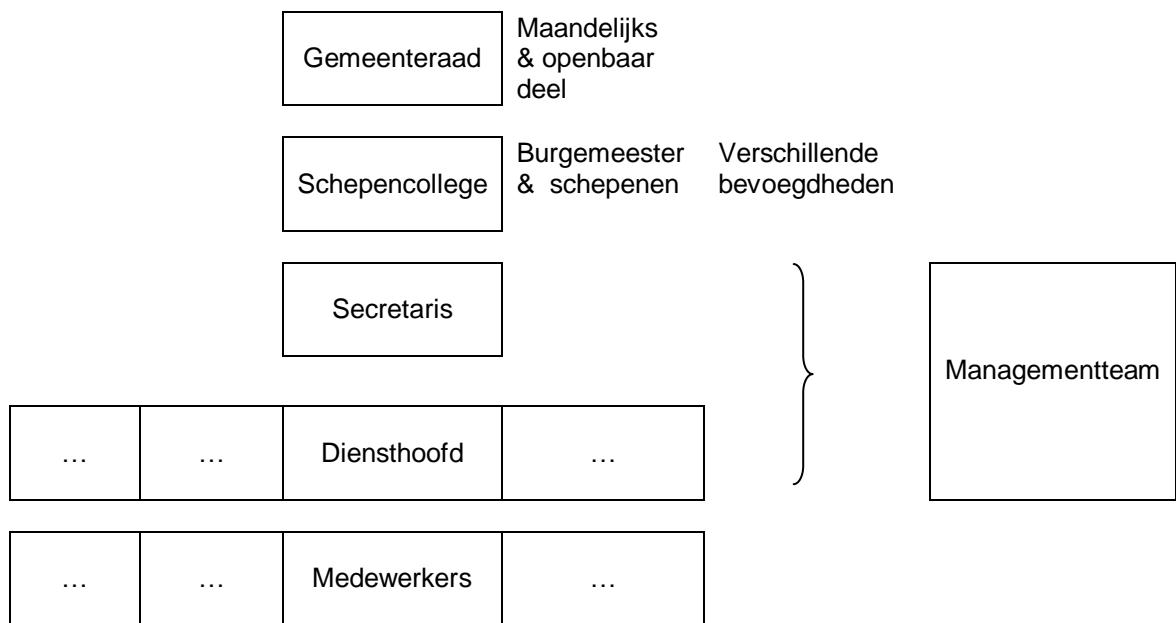 Gemeenteraad
Maandelijks
& openbaar
deel
Schepencollege
Burgemeester
& schepenen
Verschillende
bevoegdheden
Secretaris
Managementteam
… … Diensthoofd …
… … Medewerkers …